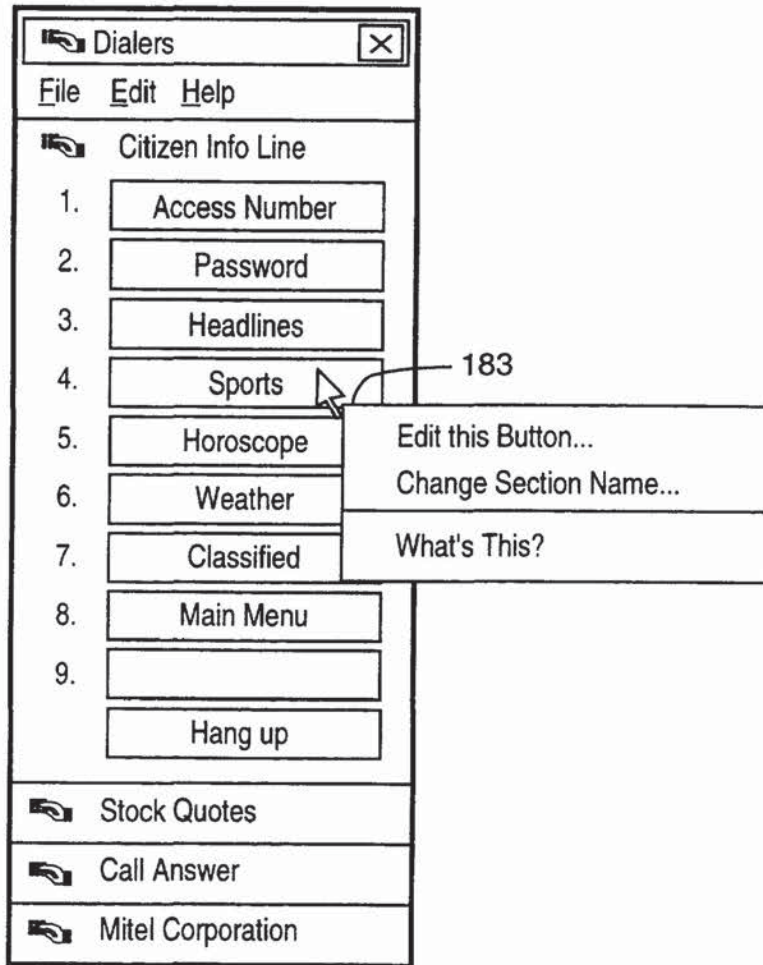 Dialers
File Edit Help
Citizen Info Line
1. Access Number
2. Password
3. Headlines
4. Sports
183
5. Horoscope
Edit this Button...
Change Section Name...
6. Weather
What's This?
7. Classified
8. Main Menu
9.
Hang up
Stock Quotes
Call Answer
Mitel Corporation